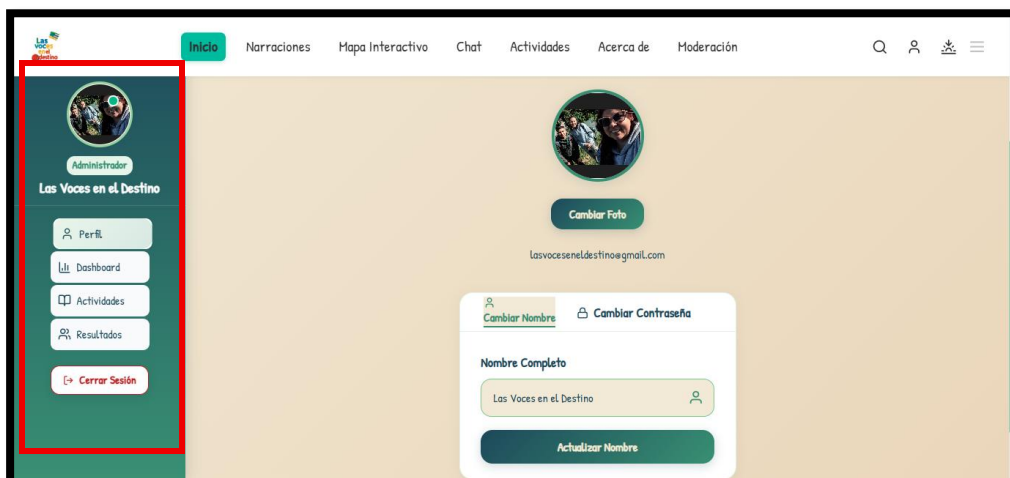 Las
voces
en el
destino
Inicio
Narraciones
Mapa Interactivo
Chat
Actividades
Acerca de
Moderación
Administrador
Las Voces en el Destino
Perfil
Dashboard
Actividades
Resultados
Cerrar Sesión
Cambiar Foto
lasvoceseneldestino@gmail.com
Cambiar Nombre
Cambiar Contraseña
Nombre Completo
Las Voces en el Destino
Actualizar Nombre